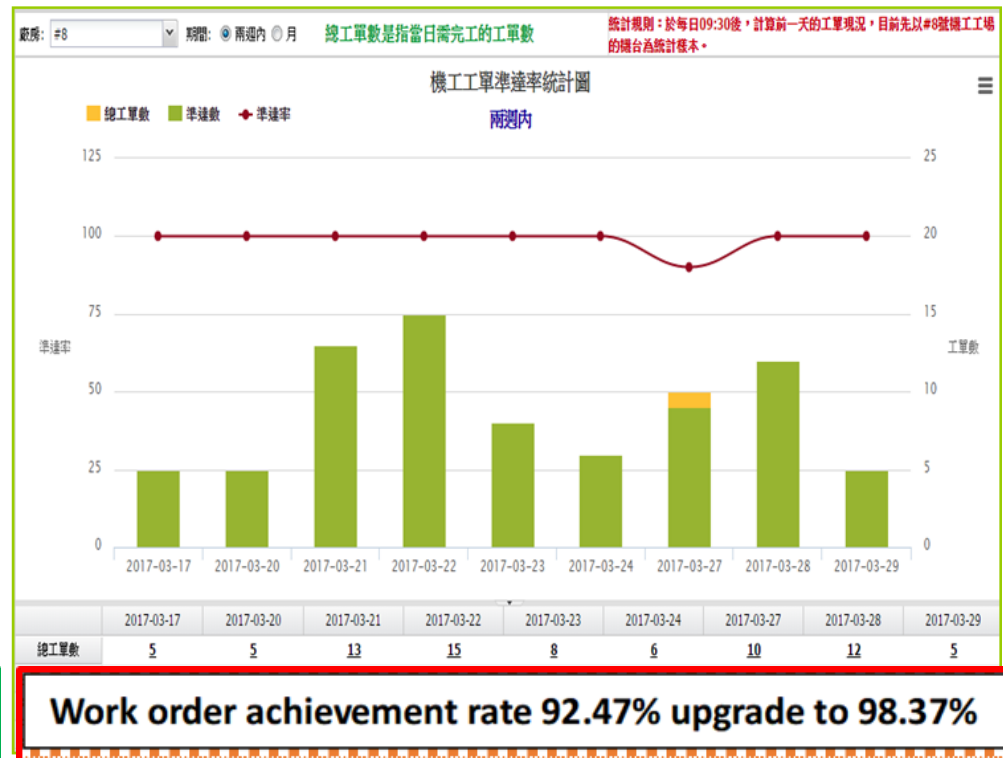 廠房: #8 期間: 兩週內 月 總工單數是指當日需完工的工單數
統計規則：於每日09:30後，計算前一天的工單現況，目前先以#8號機工工場
的機台為統計樣本。
機工工單準達率統計圖
總工單數 準達數 準達率
兩週內
125 25
100 20
75 15
準達率 工單數
50 10
25 5
0 0
2017-03-17 2017-03-20 2017-03-21 2017-03-22 2017-03-23 2017-03-24 2017-03-27 2017-03-28 2017-03-29
2017-03-17 2017-03-20 2017-03-21 2017-03-22 2017-03-23 2017-03-24 2017-03-27 2017-03-28 2017-03-29
總工單數 5 5 13 15 8 6 10 12 5
Work order achievement rate 92.47% upgrade to 98.37%